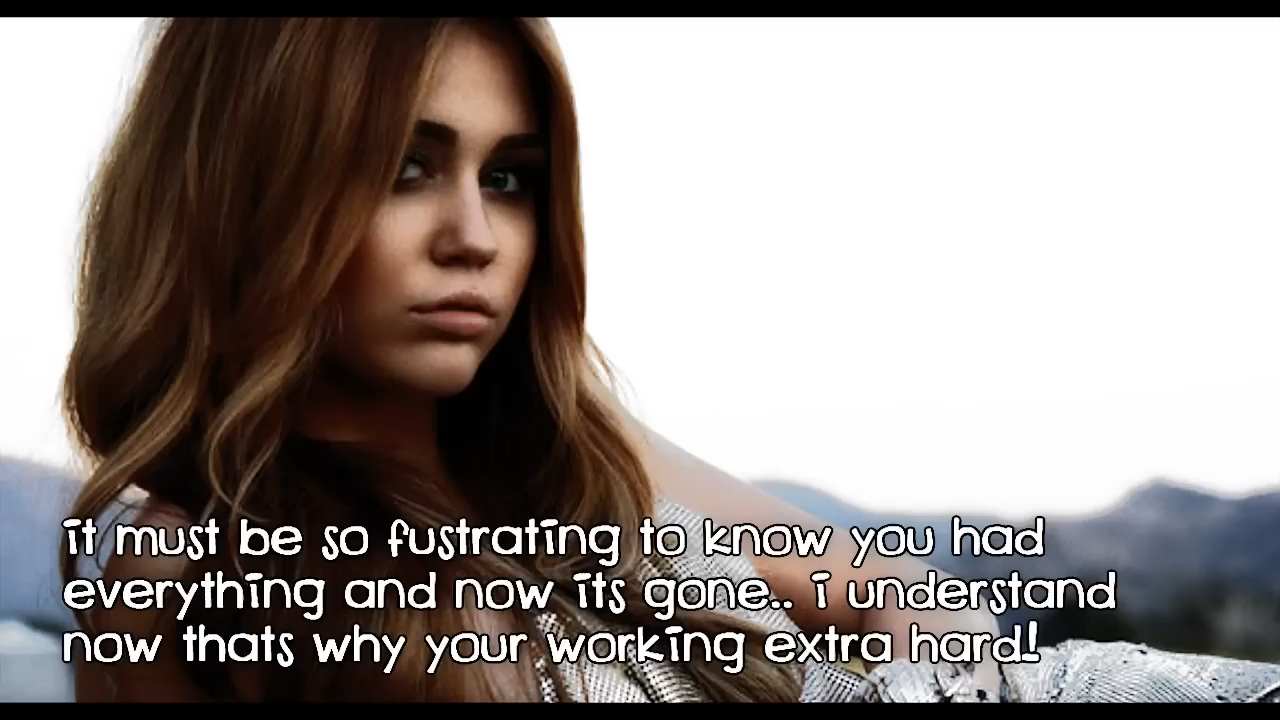 it must be so fustrating to know you had
everything and now its gone.. i understand
now thats why your working extra hard!